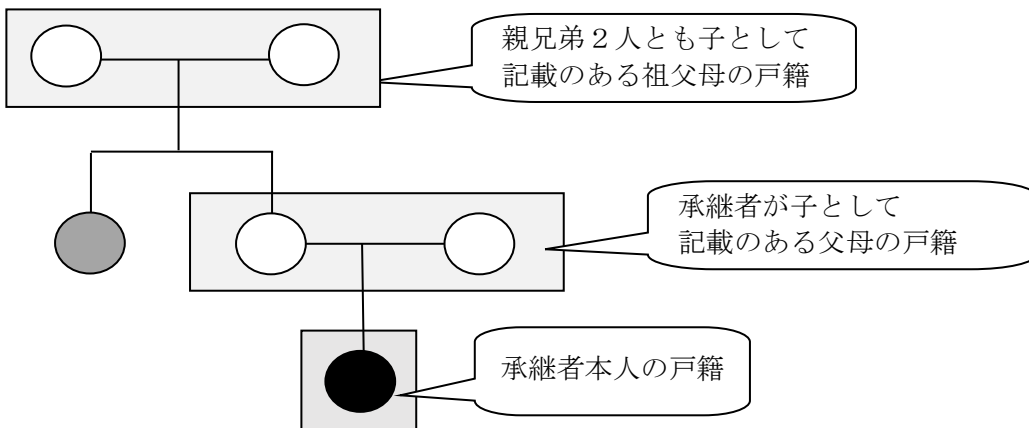 親兄弟２人とも子として
記載のある祖父母の戸籍
承継者が子として
記載のある父母の戸籍
承継者本人の戸籍